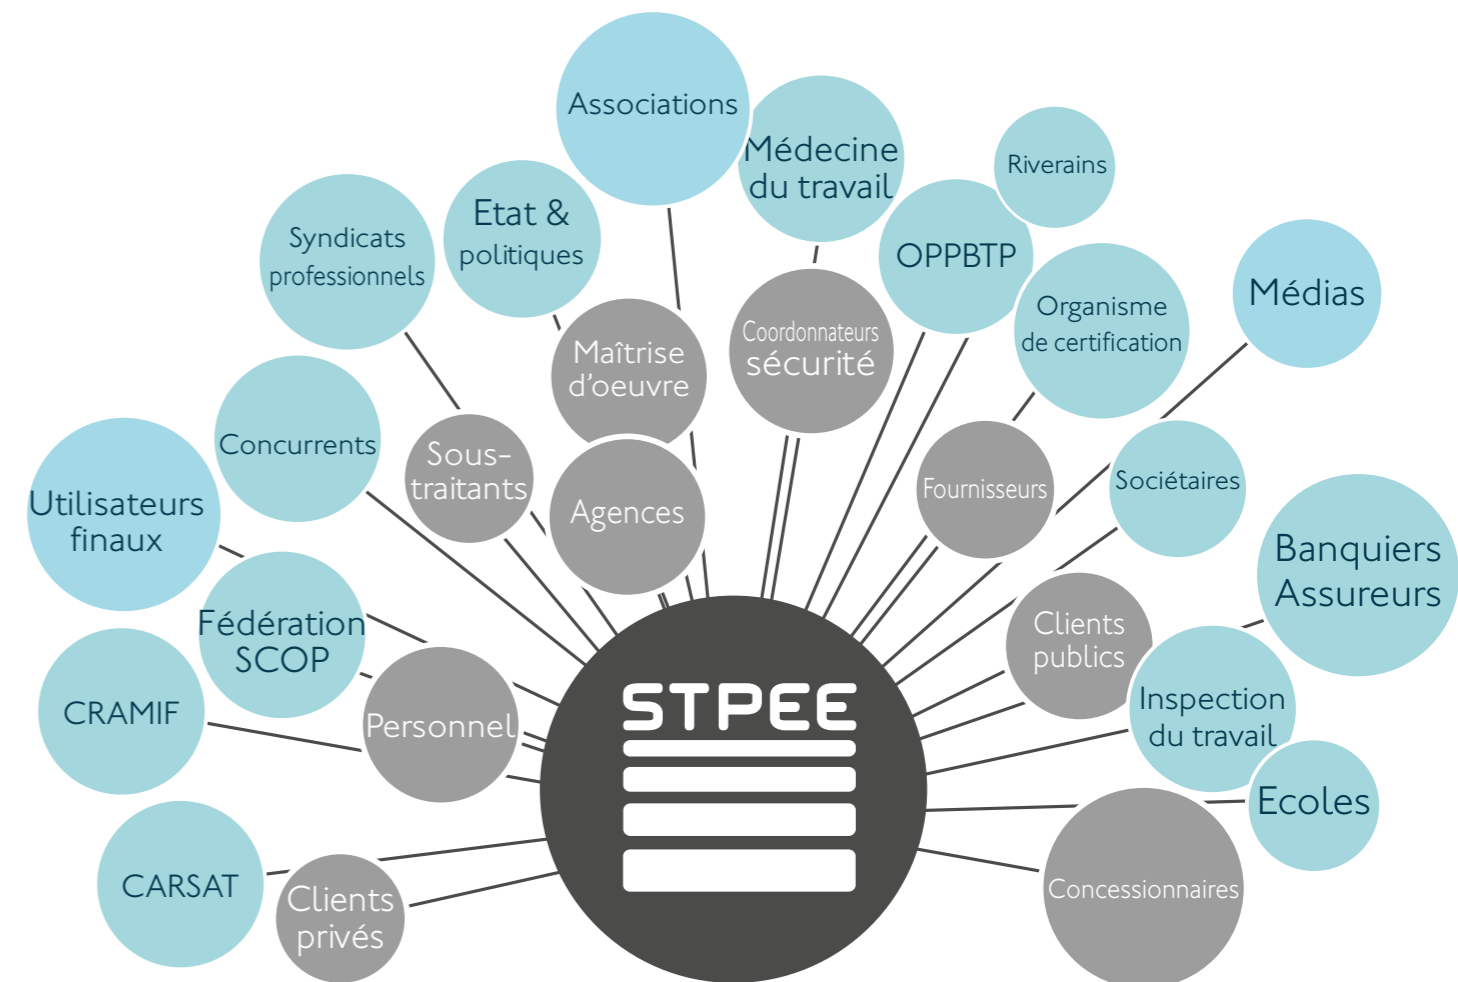 Associations
Médecine
du travail
Riverains
Syndicats
professionnels
Etat &
politiques
OPPBTP
Médias
Organisme
de certification
Maîtrise
d'oeuvre
Coordonnateurs
sécurité
Concurrents
Sous-
traitants
Agences
Fournisseurs
Sociétaires
Utilisateurs
finaux
Banquiers
Assureurs
Fédération
SCOP
Clients
publics
CRAMIF
Personnel
STPEE
Inspection
du travail
Ecoles
CARSAT
Clients
privés
Concessionnaires